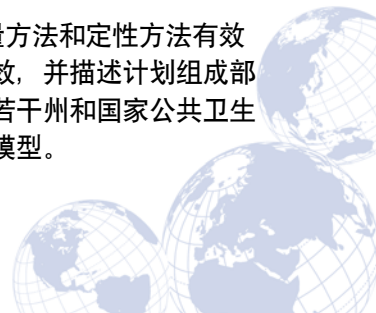 量方法和定性方法有效
效，并描述计划组成部
若干州和国家公共卫生
模型。